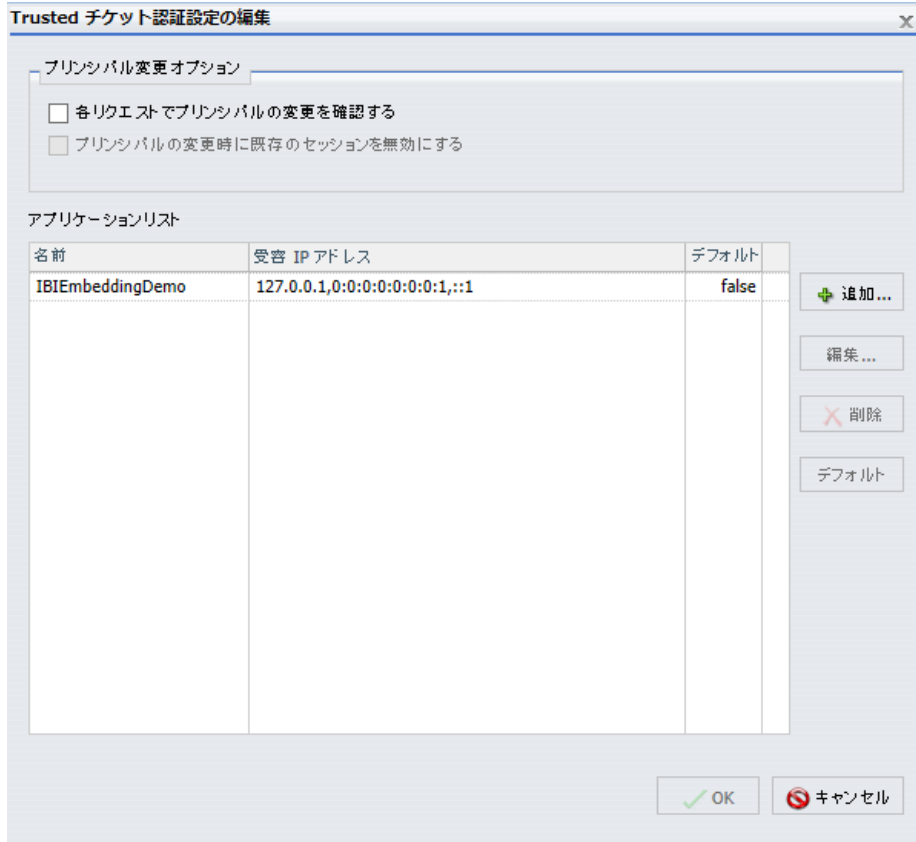 Trusted チケット認証設定の編集
プリンシパル変更オプション
各リクエストでプリンシパルの変更を確認する
プリンシパルの変更時に既存のセッションを無効にする
アプリケーションリスト
名前 受容 IP アドレス デフォルト
IBIEmbeddingDemo 127.0.0.1,0:0:0:0:0:0:0:1,::1 false
追加...
編集...
削除
デフォルト
OK キャンセル